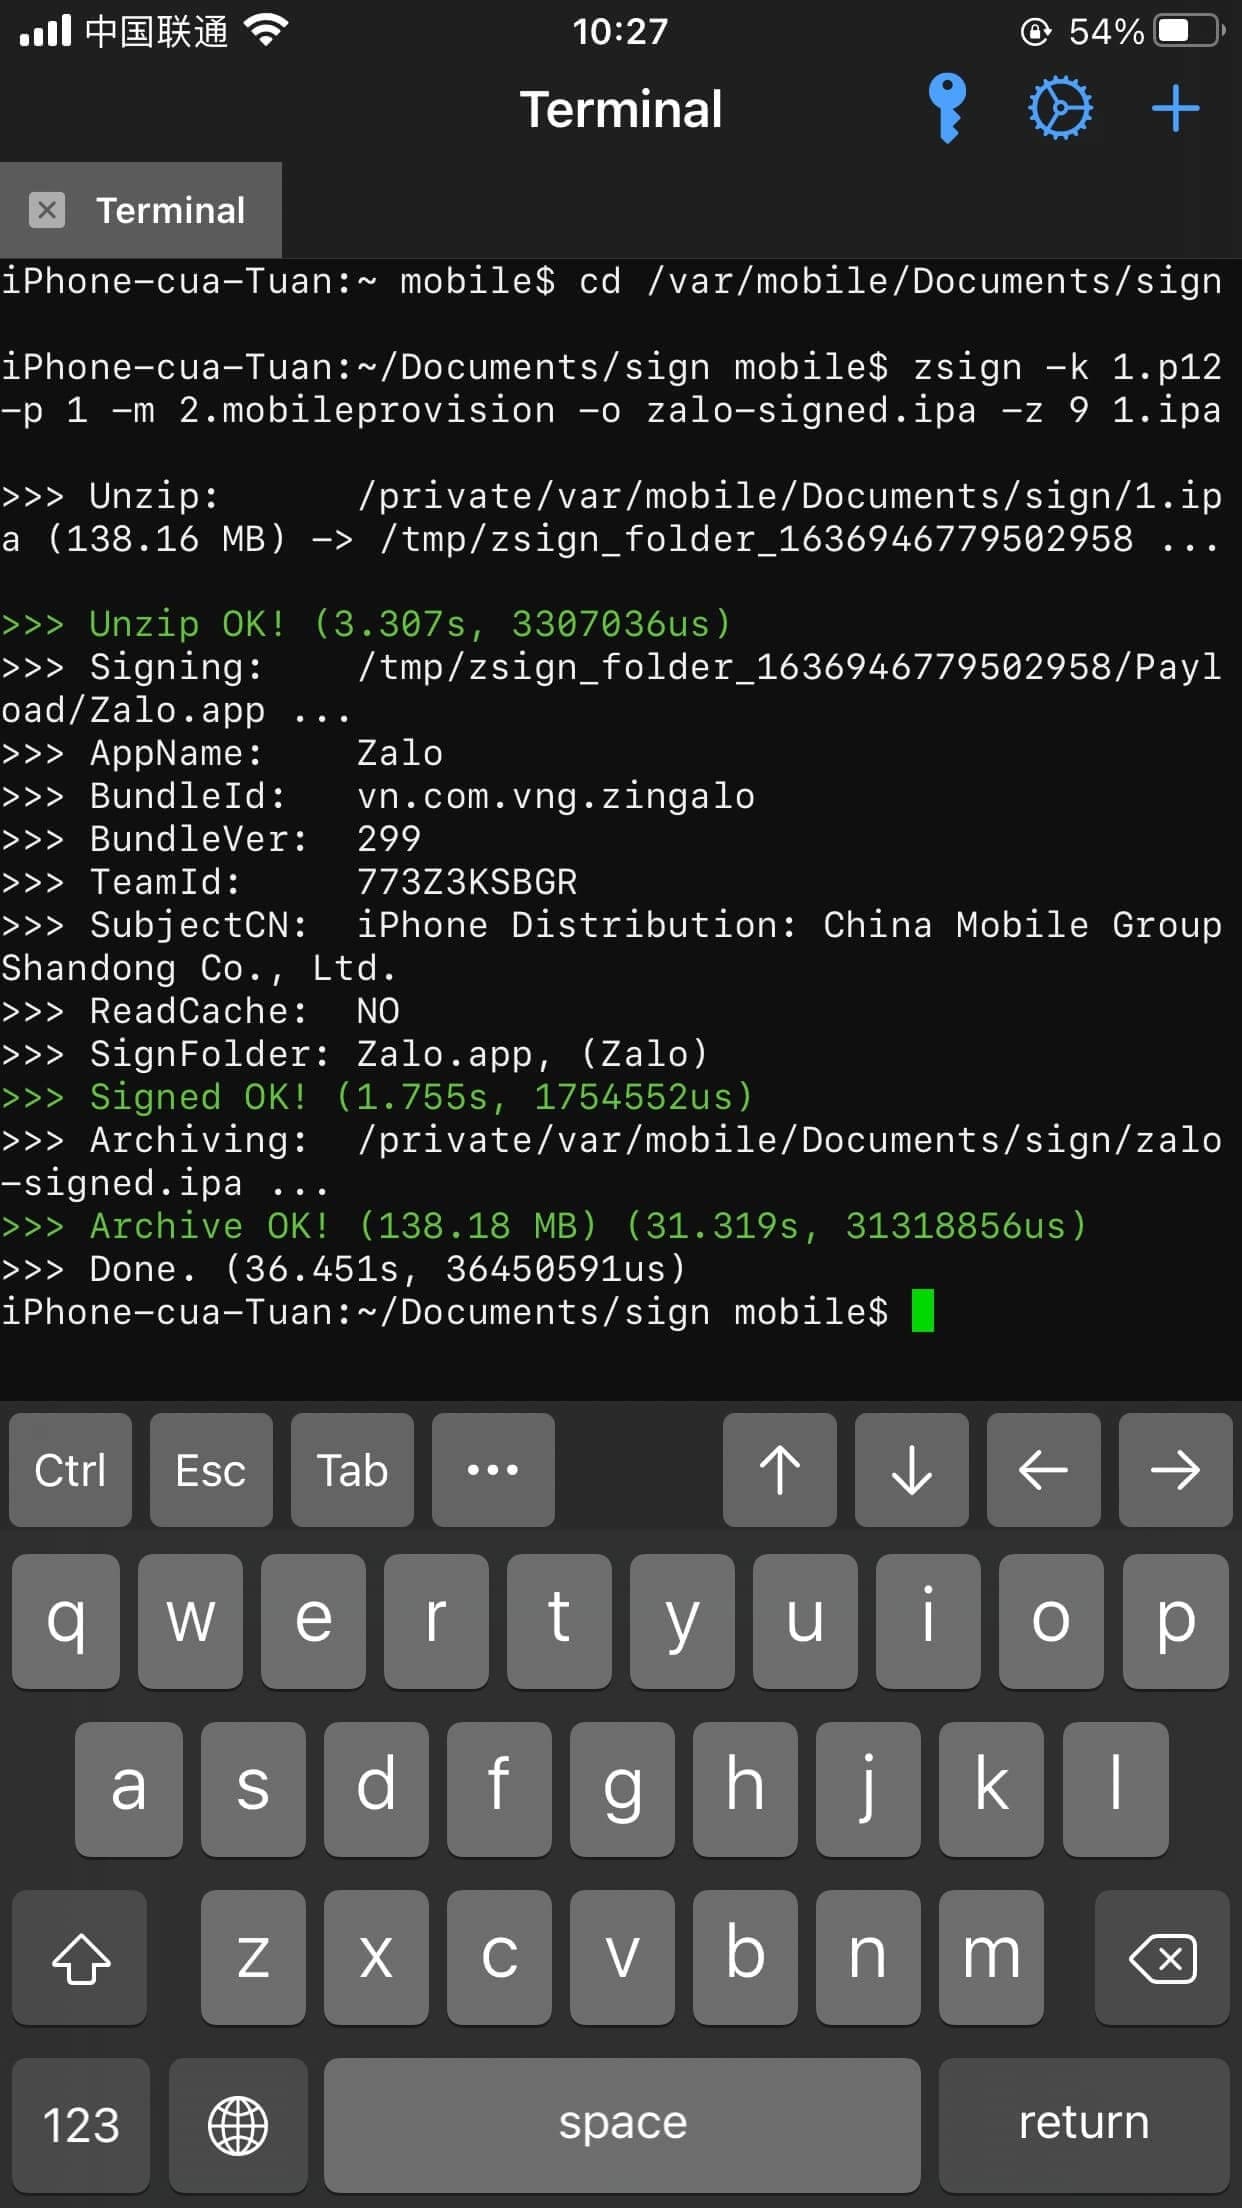 中国联通 10:27 54%
Terminal
Terminal
iPhone-cua-Tuan:~ mobile$ cd /var/mobile/Documents/sign
iPhone-cua-Tuan:~/Documents/sign mobile$ zsign -k 1.p12
-p 1 -m 2.mobileprovision -o zalo-signed.ipa -z 9 1.ipa
>>> Unzip: /private/var/mobile/Documents/sign/1.ip
a (138.16 MB) -> /tmp/zsign_folder_1636946779502958 ...
>>> Unzip OK! (3.307s, 3307036us)
>>> Signing: /tmp/zsign_folder_1636946779502958/Payl
oad/Zalo.app ...
>>> AppName: Zalo
>>> BundleId: vn.com.vng.zingalo
>>> BundleVer: 299
>>> TeamId: 773Z3KSBGR
>>> SubjectCN: iPhone Distribution: China Mobile Group
Shandong Co., Ltd.
>>> ReadCache: NO
>>> SignFolder: Zalo.app, (Zalo)
>>> Signed OK! (1.755s, 1754552us)
>>> Archiving: /private/var/mobile/Documents/sign/zalo
-signed.ipa ...
>>> Archive OK! (138.18 MB) (31.319s, 31318856us)
>>> Done. (36.451s, 36450591us)
iPhone-cua-Tuan:~/Documents/sign mobile$
Ctrl Esc Tab ••• ↑ ↓ ← →
q w e r t y u i o p
a s d f g h j k l
z x c v b n m
123 space return